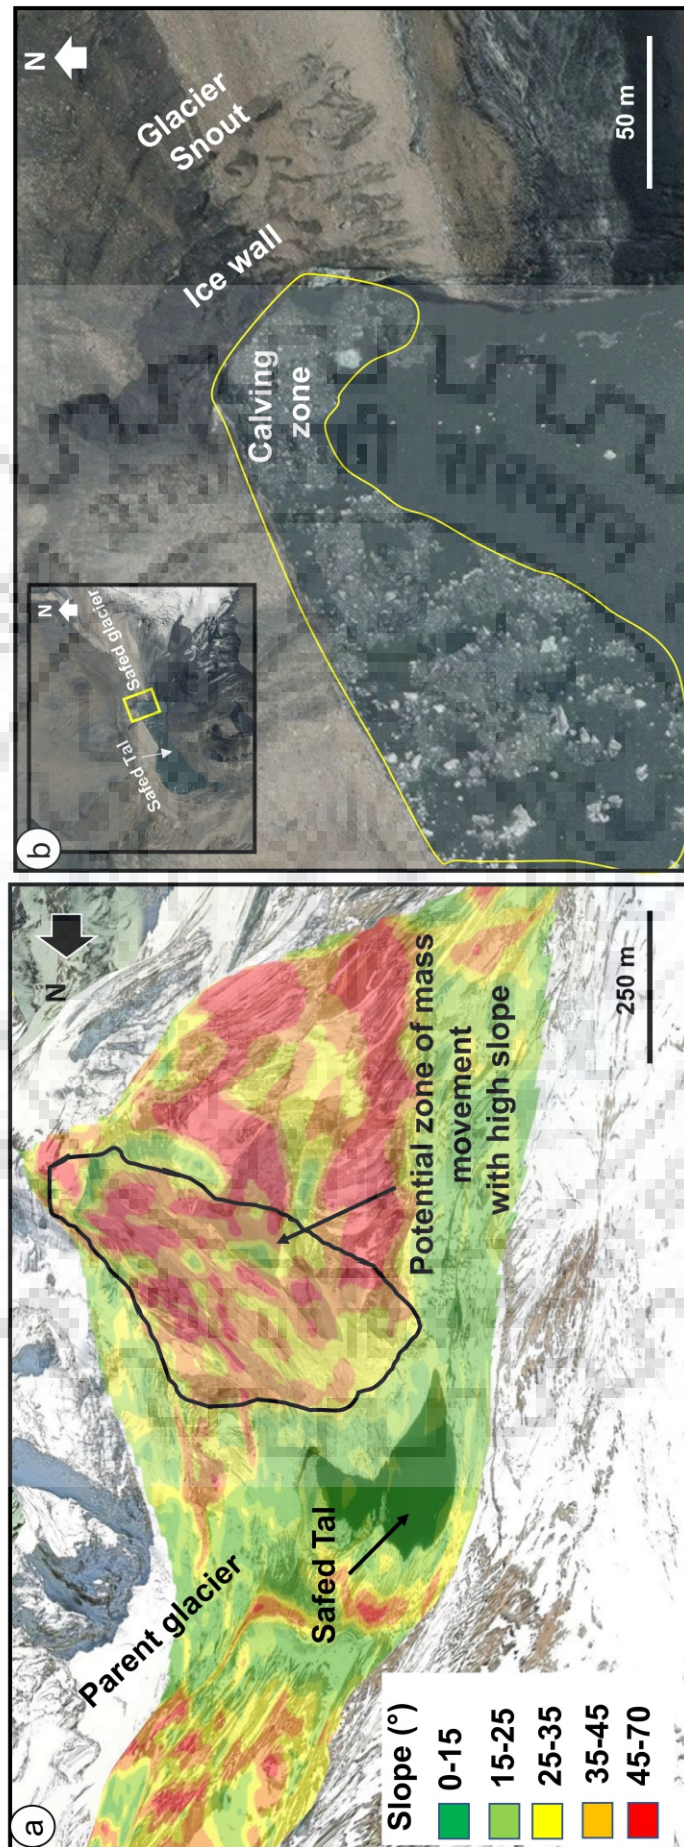 a
N
Parent glacier
Safed Tal
Potential zone of mass
movement
with high slope
250 m
Slope (°)
0-15
15-25
25-35
35-45
45-70
b
N
Safed glacier
Safed Tal
N
Glacier
Snout
Ice wall
Calving
zone
50 m